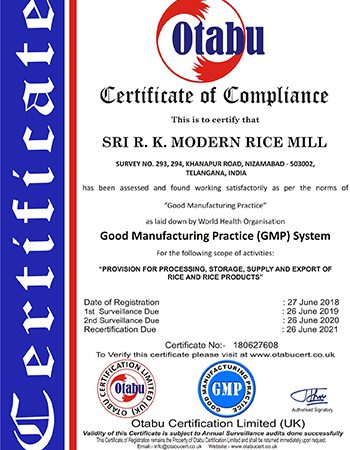 Certificate
Otabu
Certificate of Compliance
This is to certify that
SRI R. K. MODERN RICE MILL
SURVEY NO. 293, 294, KHANAPUR ROAD, NIZAMABAD - 503002,
TELANGANA, INDIA
has been assessed and found working satisfactorily as per the norms of
"Good Manufacturing Practice"
as laid down by World Health Organisation
Good Manufacturing Practice (GMP) System
For the following scope of activities:
"PROVISION FOR PROCESSING, STORAGE, SUPPLY AND EXPORT OF
RICE AND RICE PRODUCTS"
Date of Registration : 27 June 2018
1st Surveillance Due : 26 June 2019
2nd Surveillance Due : 26 June 2020
Recertification Due : 26 June 2021
Certificate No:- 180627608
To Verify this certificate please visit at www.otabucert.co.uk
OTABU CERTIFICATION LIMITED (UK)
Otabu
GOOD MANUFACTURING PRACTICE
GMP
Authorised Signatory
Otabu Certification Limited (UK)
Validity of this Certificate is subject to Annual Surveillance audits done successfully
This Certificate of Registration remains the Property of Otabu Certification Limited and shall be returned immediately upon request.
Email:- info@otabucert.co.uk Website:- www.otabucert.co.uk